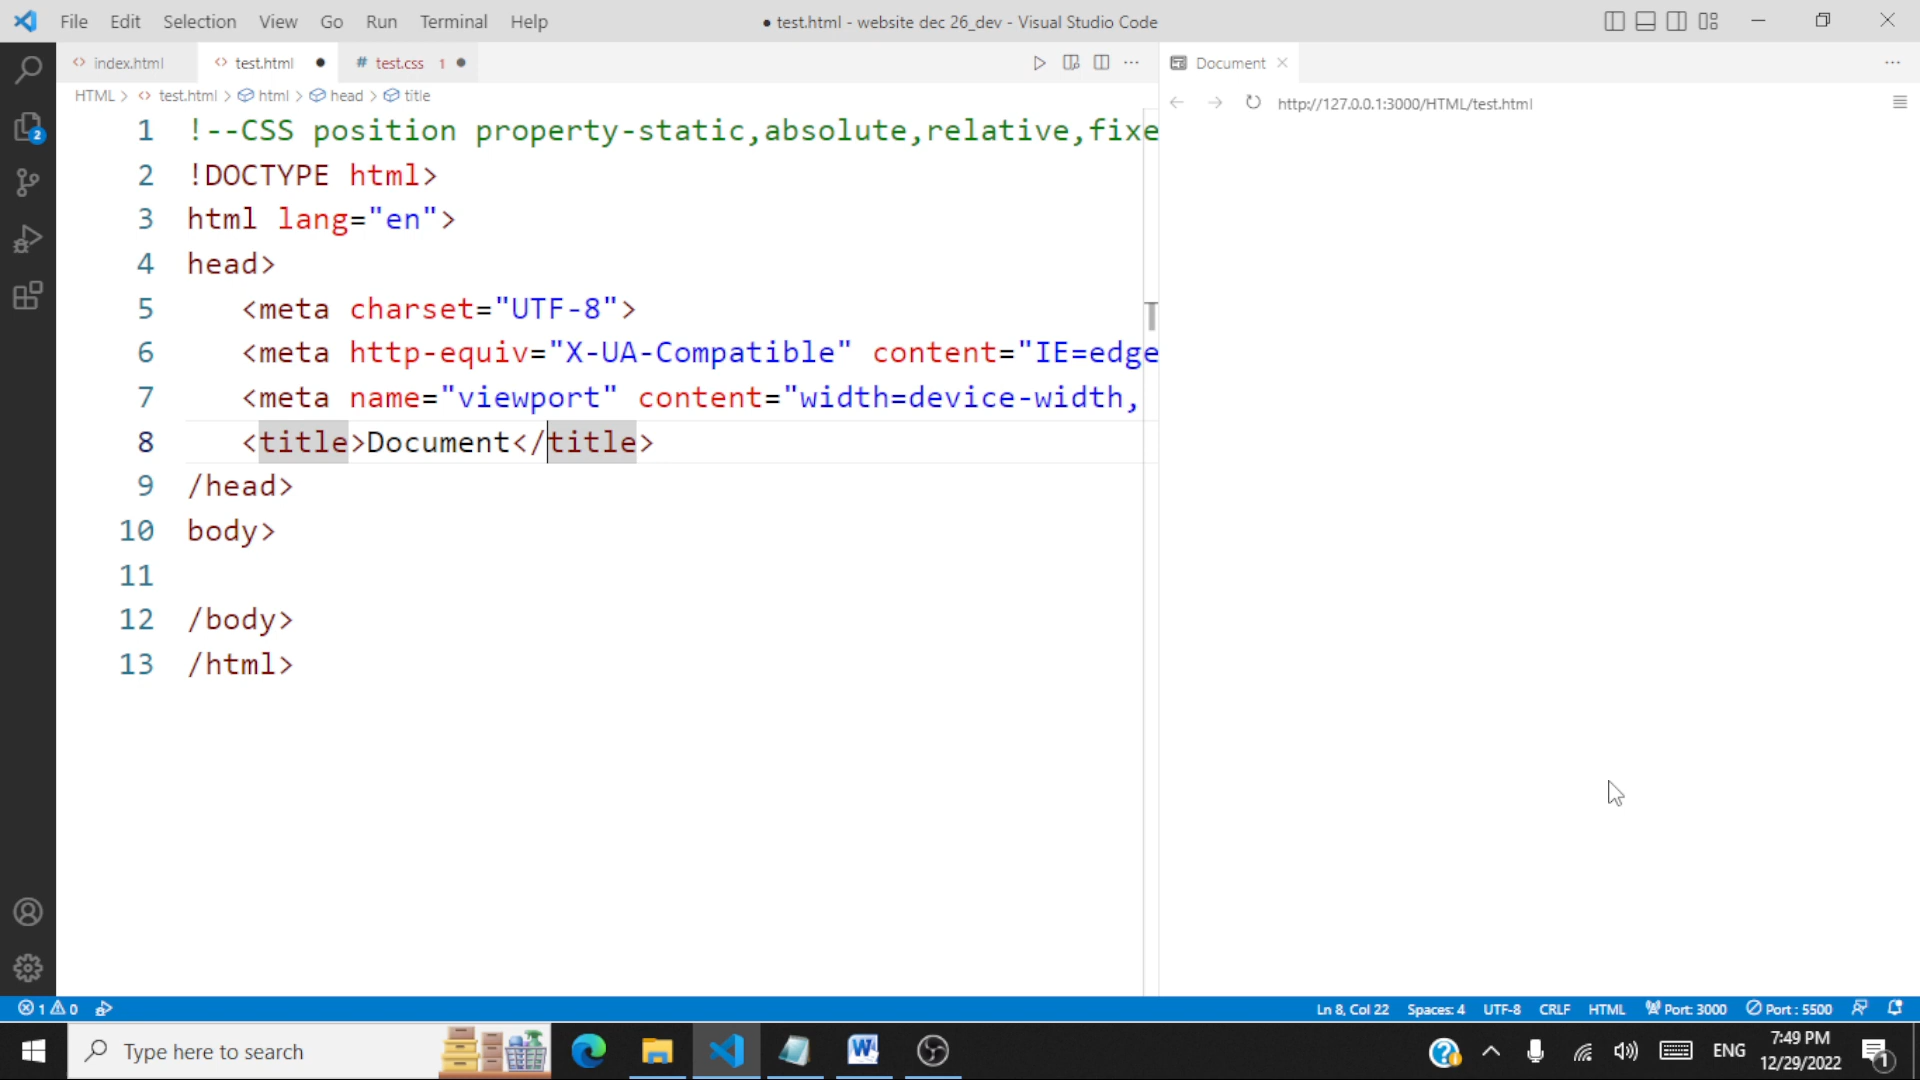 File Edit Selection View Go Run Terminal Help
● test.html - website dec 26_dev - Visual Studio Code
index.html
test.html ●
# test.css 1 ●
Document
HTML > test.html > html > head > title
http://127.0.0.1:3000/HTML/test.html
1 !--CSS position property-static,absolute,relative,fixe
2 !DOCTYPE html>
3 html lang="en">
4 head>
5 <meta charset="UTF-8">
6 <meta http-equiv="X-UA-Compatible" content="IE=edge
7 <meta name="viewport" content="width=device-width,
8 <title>Document</title>
9 /head>
10 body>
11
12 /body>
13 /html>
2
1 0
Ln 8, Col 22 Spaces: 4 UTF-8 CRLF HTML Port: 3000 Port : 5500
Type here to search
ENG
7:49 PM
12/29/2022
1